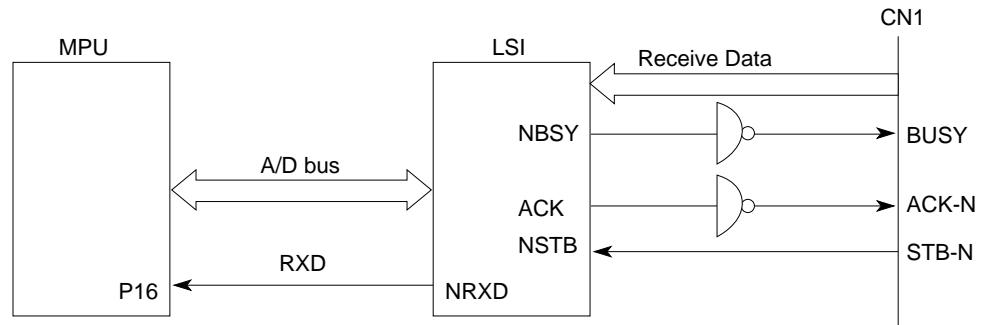 CN1
MPU
LSI
Receive Data
NBSY
BUSY
A/D bus
ACK
ACK-N
NSTB
STB-N
RXD
P16
NRXD